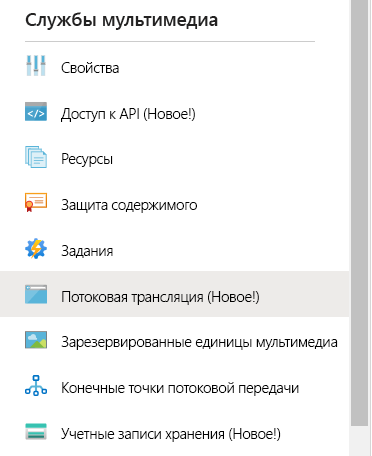 Службы мультимедиа
Свойства
Доступ к API (Новое!)
Ресурсы
Защита содержимого
Задания
Потоковая трансляция (Новое!)
Зарезервированные единицы мультимедиа
Конечные точки потоковой передачи
Учетные записи хранения (Новое!)